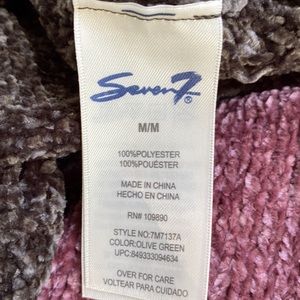 Seven7®
M/M
100%POLYESTER
100%POUÉSTER
MADE IN CHINA
HECHO EN CHINA
RN# 109890
STYLE NO:7M7137A
COLOR:OLIVE GREEN
UPC:849333094634
OVER FOR CARE
VOLTEAR PARA CUIDADO